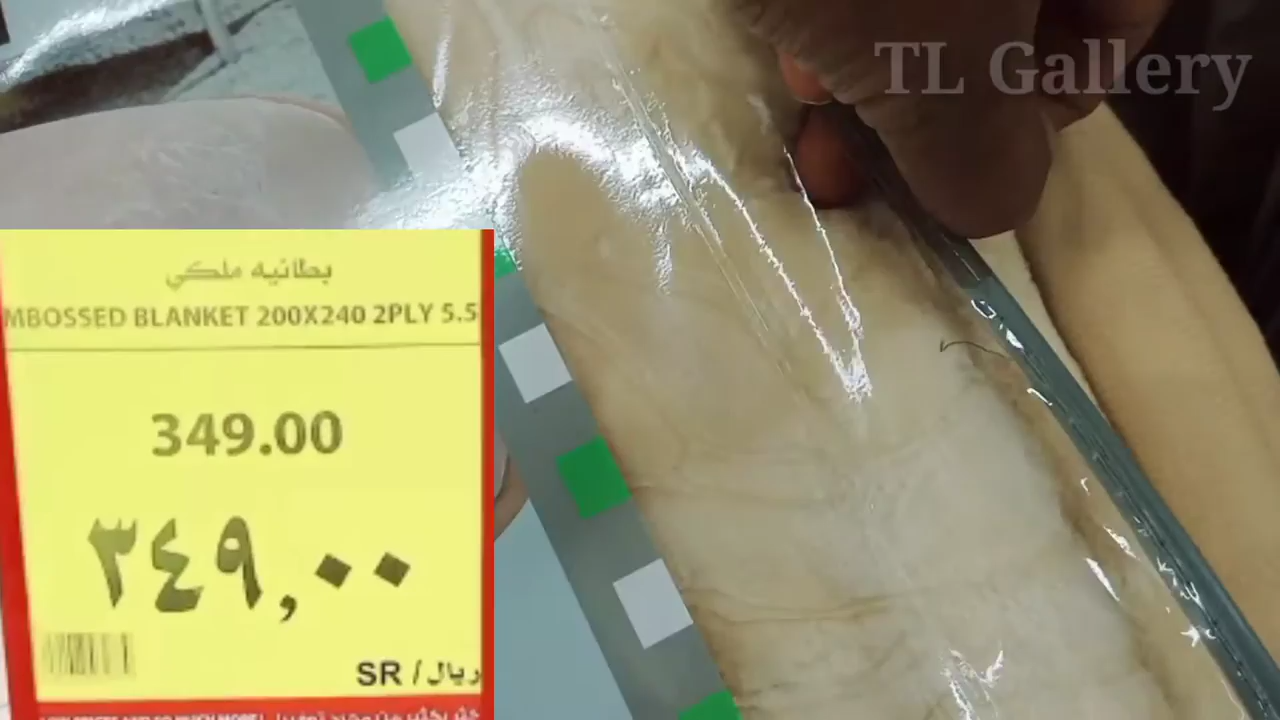 TL Gallery
بطانيه ملكي
MBOSSED BLANKET 200X240 2PLY 5.5
349.00
٣٤٩,٠٠
SR / ريال